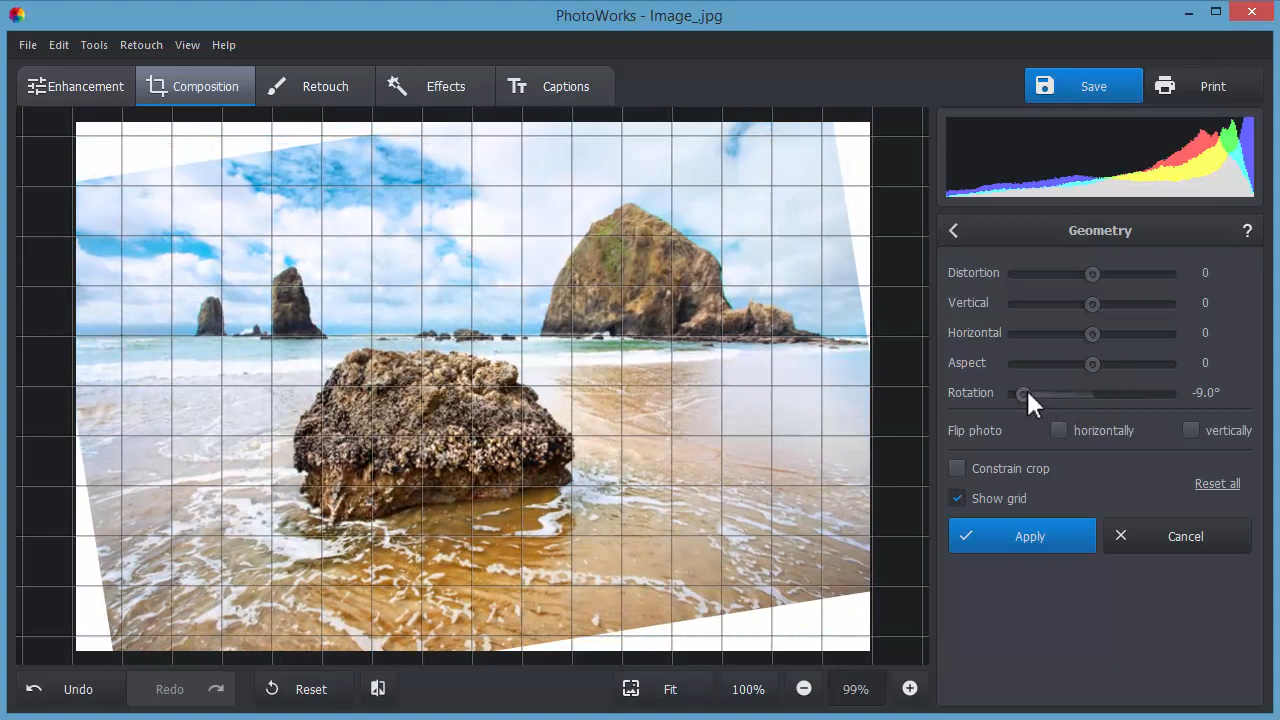 PhotoWorks - Image_.jpg
File Edit Tools Retouch View Help
Enhancement Composition Retouch Effects Captions Save Print
Geometry ?
Distortion 0
Vertical 0
Horizontal 0
Aspect 0
Rotation -9.0°
Flip photo horizontally vertically
Constrain crop
Reset all
Show grid
Apply Cancel
Undo Redo Reset Fit 100% 99%